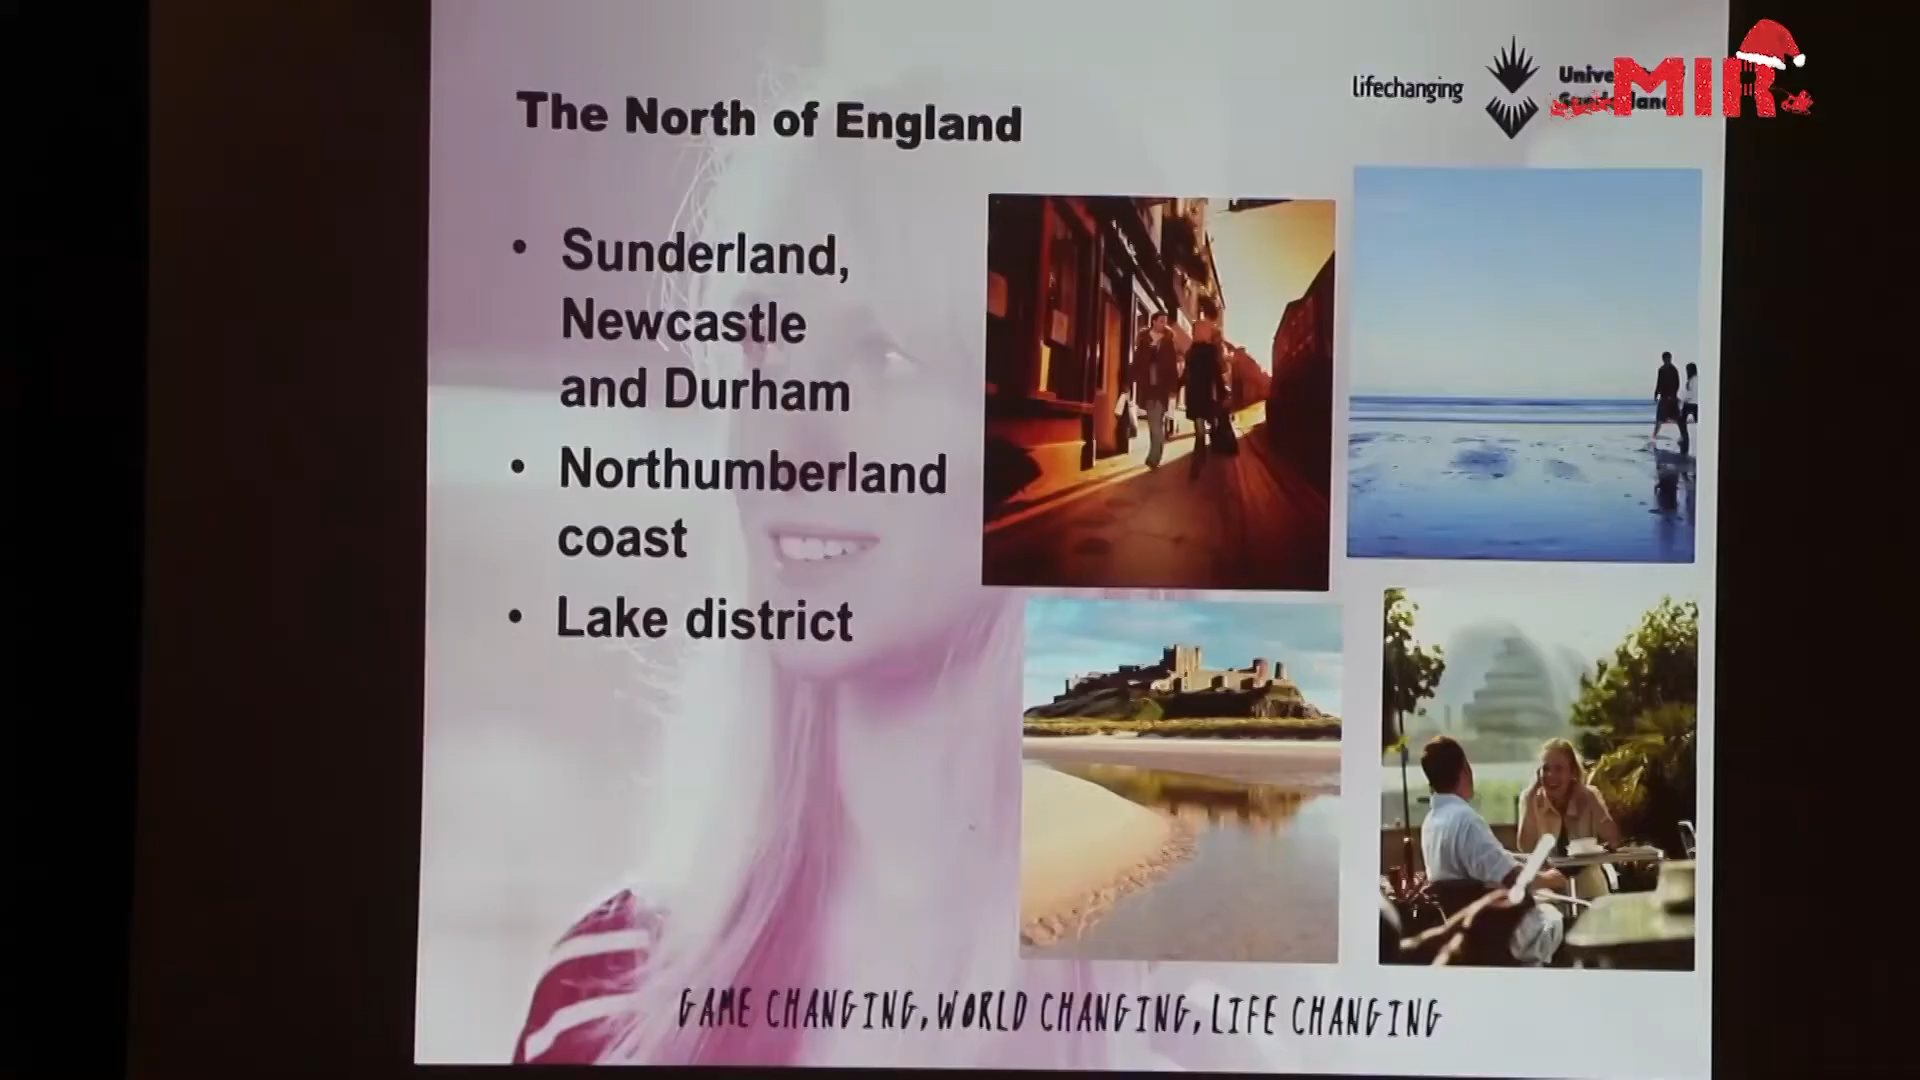 The North of England
lifechanging
MIR
• Sunderland,
Newcastle
and Durham
• Northumberland
coast
• Lake district
GAME CHANGING, WORLD CHANGING, LIFE CHANGING